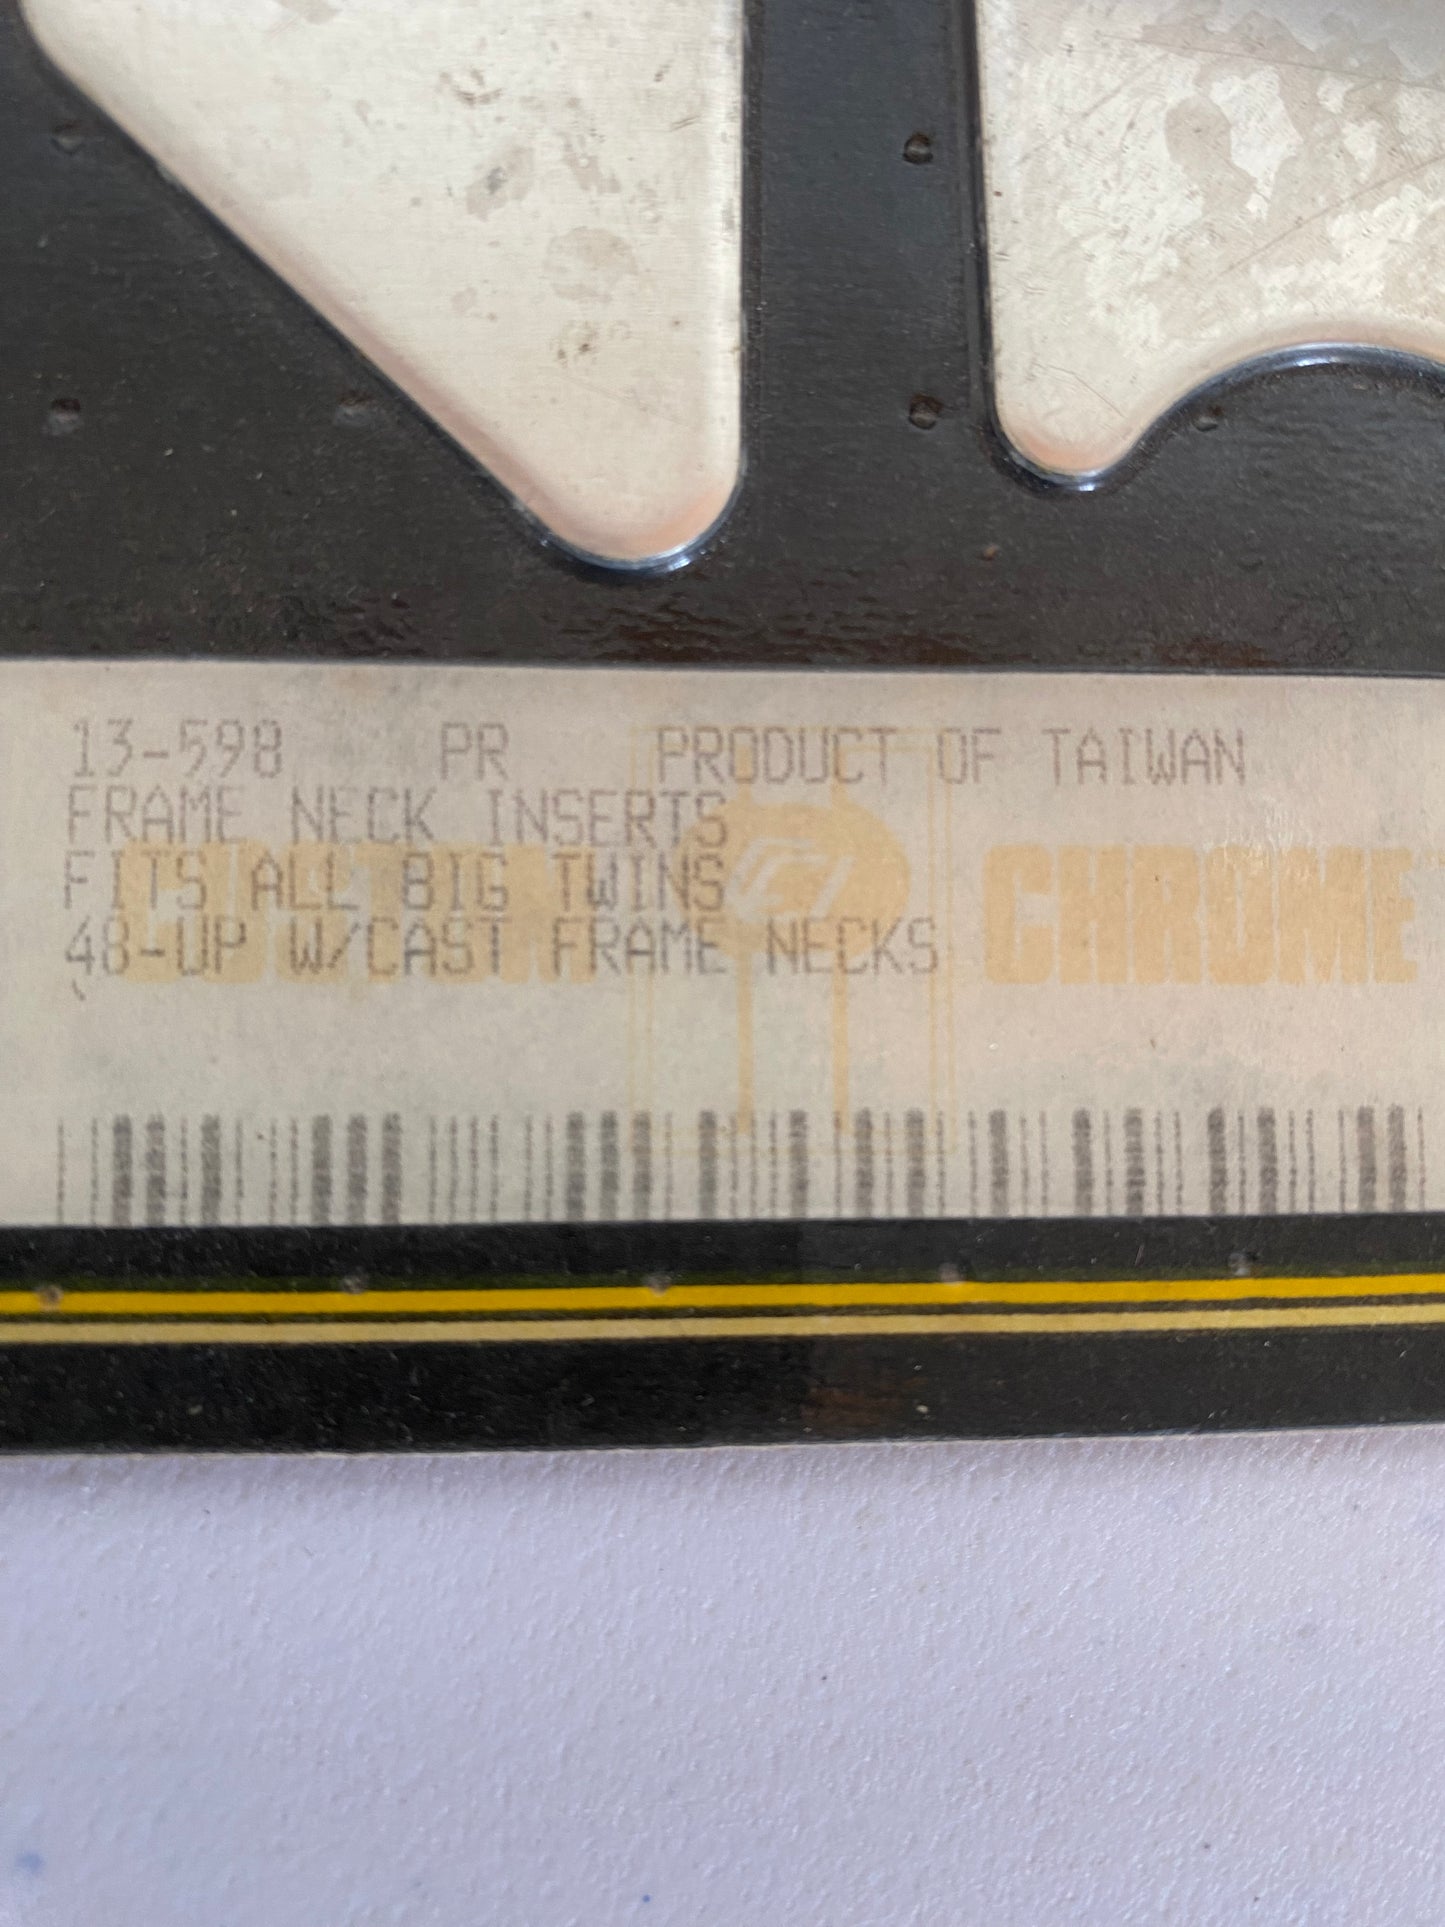 13-598 PR PRODUCT OF TAIWAN
FRAME NECK INSERTS
FITS ALL BIG TWINS
48-UP W/CAST FRAME NECKS
CUSTOM CCI CHROME